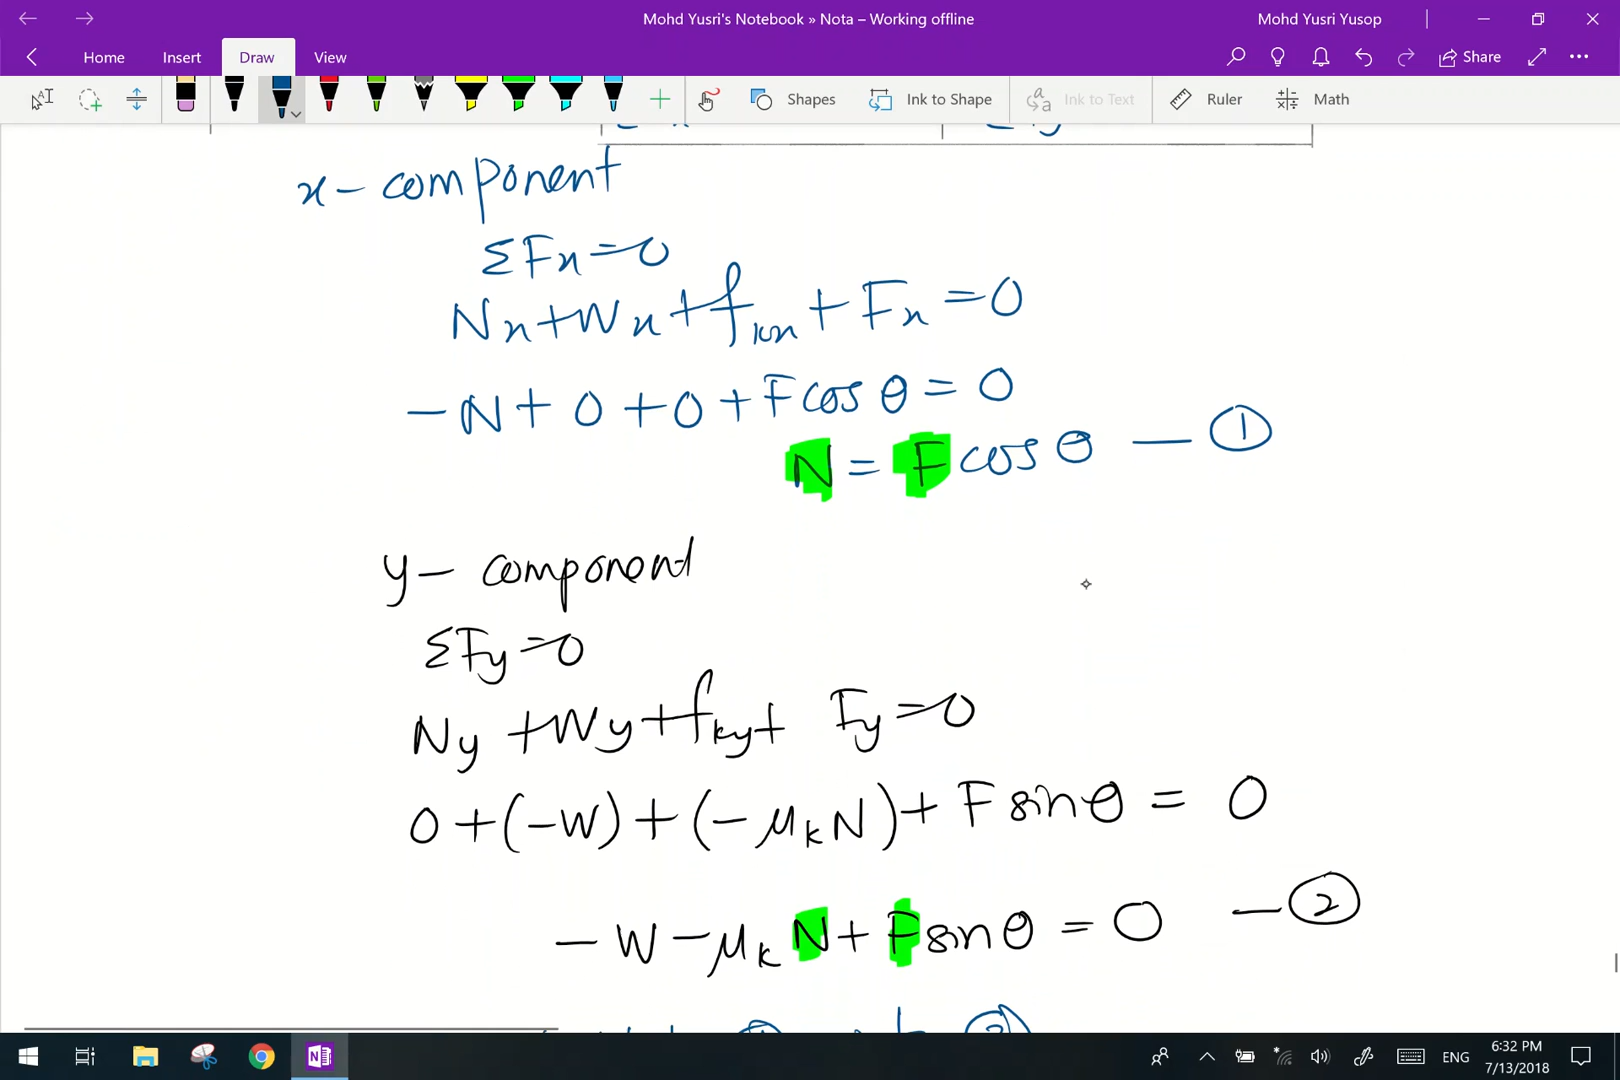 Mohd Yusri's Notebook » Nota – Working offline
Mohd Yusri Yusop
Home Insert Draw View
Share
Shapes Ink to Shape Ink to Text Ruler Math
x – component
ΣFx = 0
Nx + Wx + fkx + Fx = 0
– N + 0 + 0 + F cos θ = 0
N = F cos θ — ①
y – component
ΣFy = 0
Ny + Wy + fky + Fy = 0
0 + (–W) + (– μk N) + F sin θ = 0
– W – μk N + F sin θ = 0 — ②
ENG
6:32 PM
7/13/2018